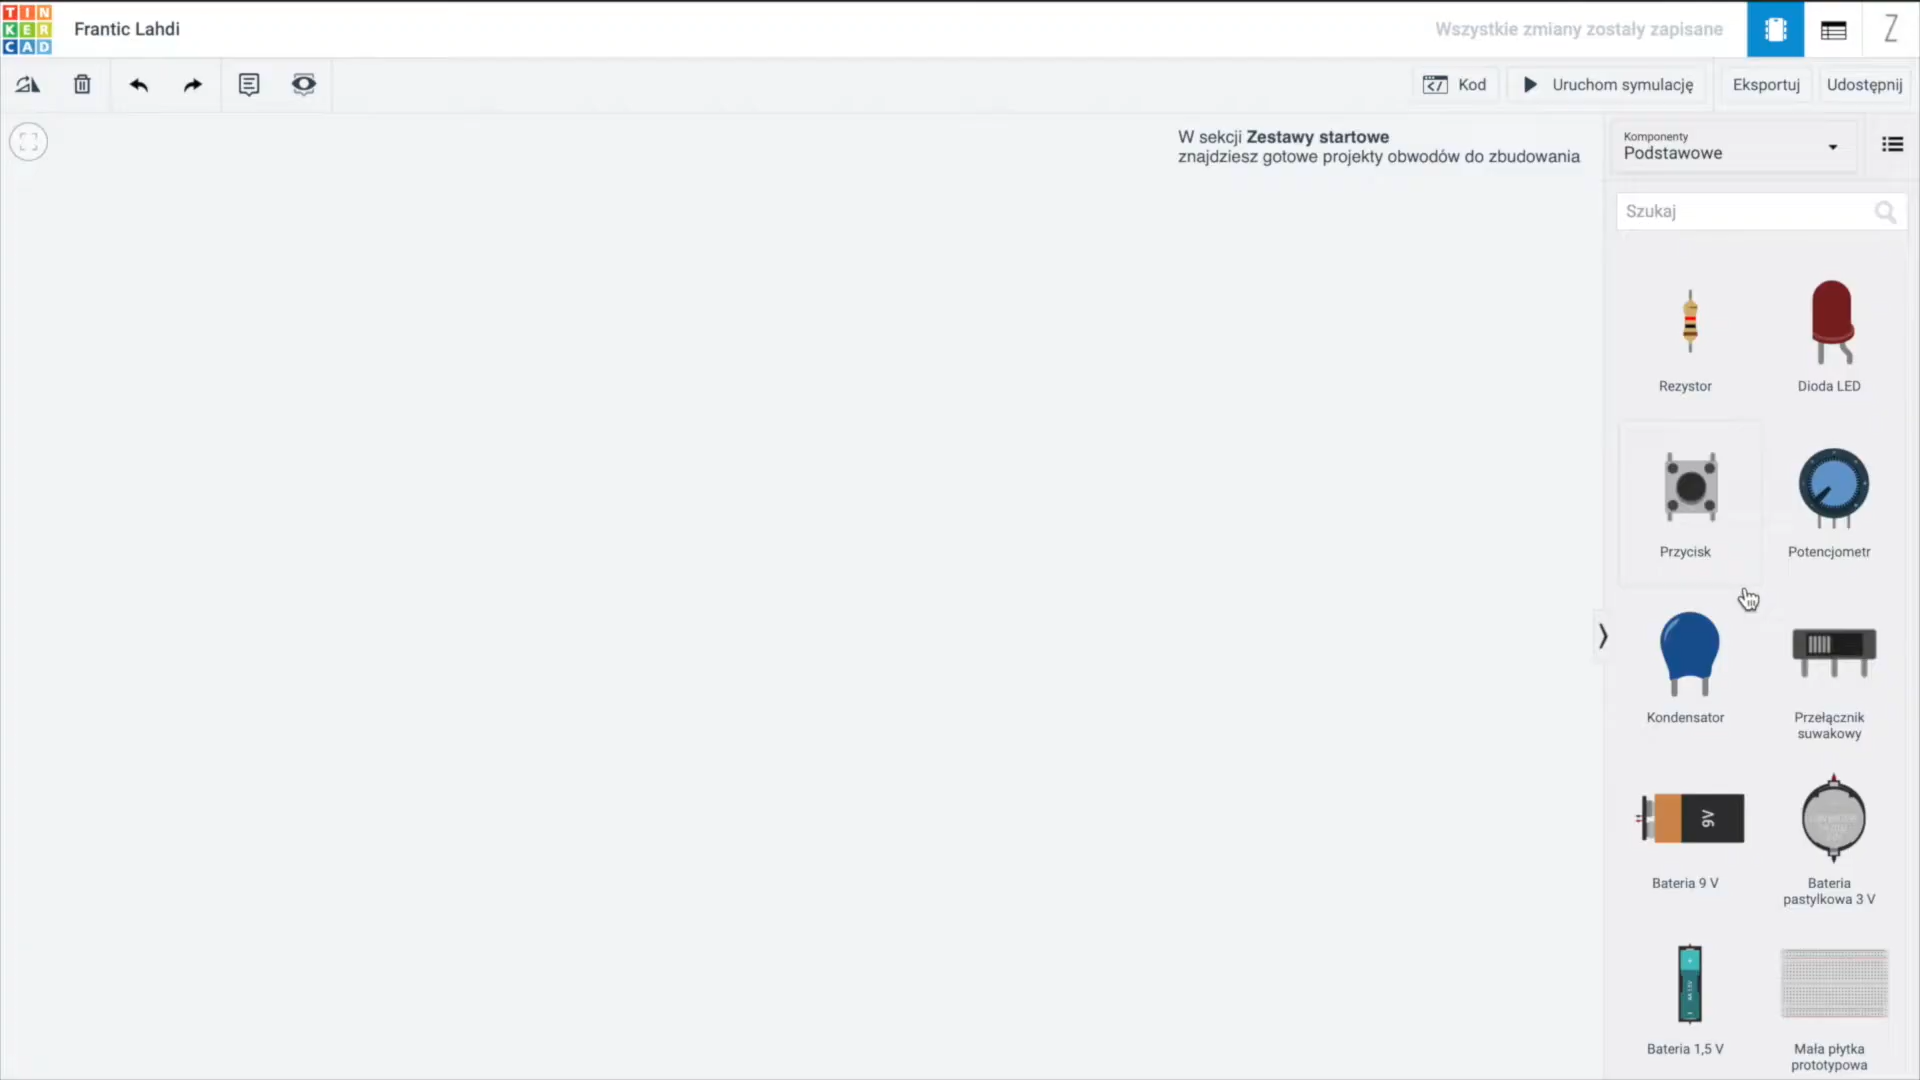 TIN
KER
CAD
Frantic Lahdi
Wszystkie zmiany zostały zapisane
Kod
Uruchom symulację
Eksportuj
Udostępnij
W sekcji Zestawy startowe
znajdziesz gotowe projekty obwodów do zbudowania
Komponenty
Podstawowe
Szukaj
Rezystor
Dioda LED
Przycisk
Potencjometr
Kondensator
Przełącznik
suwakowy
9V
Bateria 9 V
Bateria
pastylkowa 3 V
Bateria 1,5 V
Mała płytka
prototypowa